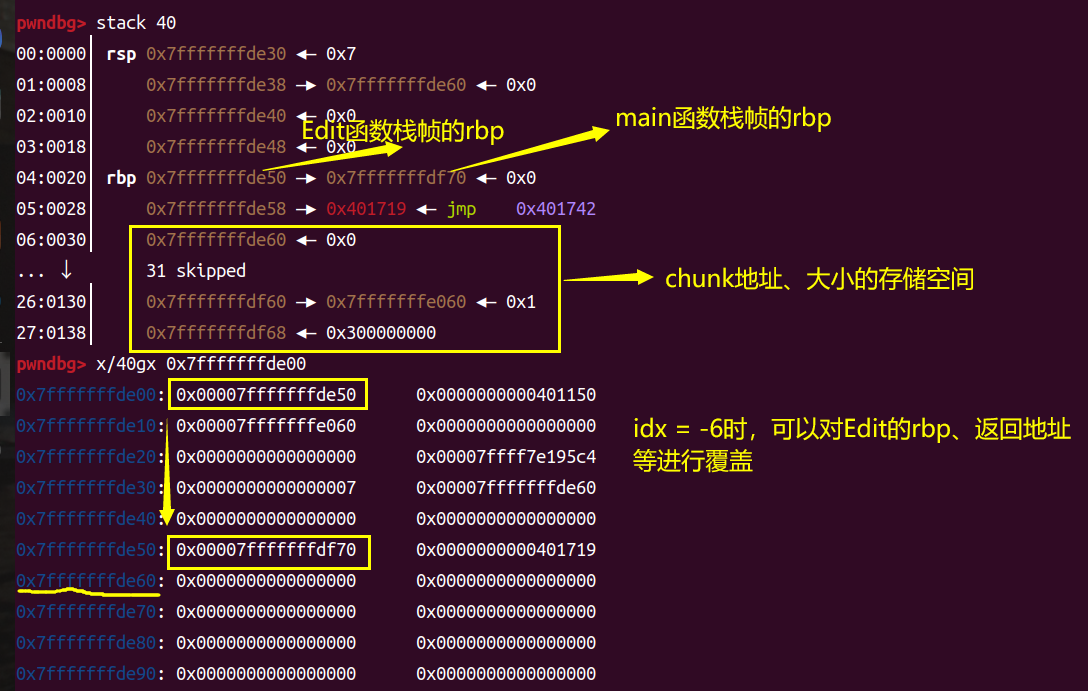 pwndbg> stack 40
00:0000│ rsp 0x7fffffffde30 ◂— 0x7
01:0008│ 0x7fffffffde38 —▸ 0x7fffffffde60 ◂— 0x0
02:0010│ 0x7fffffffde40 ◂— 0x0
03:0018│ 0x7fffffffde48 ◂— 0x0
Edit函数栈帧的rbp
main函数栈帧的rbp
04:0020│ rbp 0x7fffffffde50 —▸ 0x7fffffffdf70 ◂— 0x0
05:0028│ 0x7fffffffde58 —▸ 0x401719 ◂— jmp 0x401742
06:0030│ 0x7fffffffde60 ◂— 0x0
... ↓ 31 skipped
chunk地址、大小的存储空间
26:0130│ 0x7fffffffdf60 —▸ 0x7fffffffe060 ◂— 0x1
27:0138│ 0x7fffffffdf68 ◂— 0x300000000
pwndbg> x/40gx 0x7fffffffde00
0x7fffffffde00: 0x00007fffffffde50 0x0000000000401150
0x7fffffffde10: 0x00007fffffffe060 0x0000000000000000
0x7fffffffde20: 0x0000000000000000 0x00007ffff7e195c4
0x7fffffffde30: 0x0000000000000007 0x00007fffffffde60
0x7fffffffde40: 0x0000000000000000 0x0000000000000000
0x7fffffffde50: 0x00007fffffffdf70 0x0000000000401719
0x7fffffffde60: 0x0000000000000000 0x0000000000000000
0x7fffffffde70: 0x0000000000000000 0x0000000000000000
0x7fffffffde80: 0x0000000000000000 0x0000000000000000
0x7fffffffde90: 0x0000000000000000 0x0000000000000000
idx = -6时，可以对Edit的rbp、返回地址
等进行覆盖